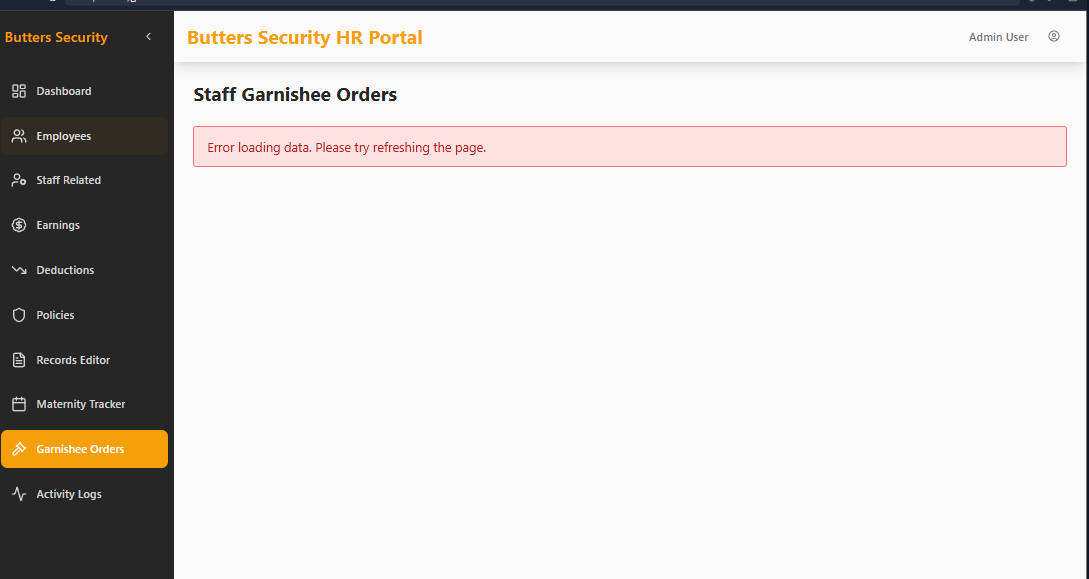 Butters Security
Butters Security HR Portal
Admin User
Dashboard
Employees
Staff Related
Earnings
Deductions
Policies
Records Editor
Maternity Tracker
Garnishee Orders
Activity Logs
Staff Garnishee Orders
Error loading data. Please try refreshing the page.